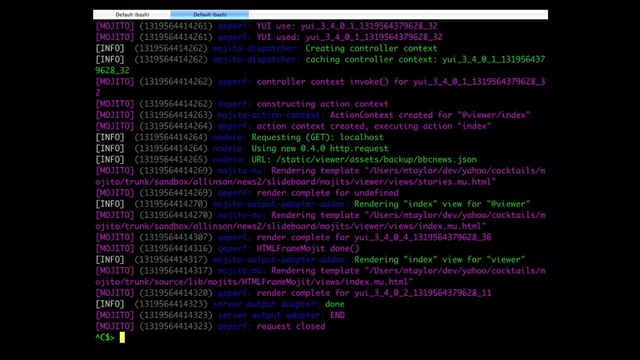 Default (bash) Default (bash)
[MOJITO] (1319564414261) qeperf: YUI use: yui_3_4_0_1_1319564379628_32
[MOJITO] (1319564414261) qeperf: YUI used: yui_3_4_0_1_1319564379628_32
[INFO] (1319564414262) mojito-dispatcher: Creating controller context
[INFO] (1319564414262) mojito-dispatcher: caching controller context: yui_3_4_0_1_131956437
9628_32
[MOJITO] (1319564414262) qeperf: controller context invoke() for yui_3_4_0_1_1319564379628_3
2
[MOJITO] (1319564414262) qeperf: constructing action context
[MOJITO] (1319564414263) mojito-action-context: ActionContext created for "@viewer/index"
[MOJITO] (1319564414264) qeperf: action context created, executing action "index"
[INFO] (1319564414264) nodeio: Requesting (GET): localhost
[INFO] (1319564414264) nodeio: Using new 0.4.0 http.request
[INFO] (1319564414264) nodeio: URL: /static/viewer/assets/backup/bbcnews.json
[MOJITO] (1319564414269) mojito-mu: Rendering template "/Users/mtaylor/dev/yahoo/cocktails/m
ojito/trunk/sandbox/allinson/news2/slideboard/mojits/viewer/views/stories.mu.html"
[MOJITO] (1319564414269) qeperf: render complete for undefined
[INFO] (1319564414270) mojito-output-adapter-addon: Rendering "index" view for "@viewer"
[MOJITO] (1319564414270) mojito-mu: Rendering template "/Users/mtaylor/dev/yahoo/cocktails/m
ojito/trunk/sandbox/allinson/news2/slideboard/mojits/viewer/views/index.mu.html"
[MOJITO] (1319564414307) qeperf: render complete for yui_3_4_0_4_1319564379628_36
[MOJITO] (1319564414316) qeperf: HTMLFrameMojit done()
[INFO] (1319564414317) mojito-output-adapter-addon: Rendering "index" view for "viewer"
[MOJITO] (1319564414317) mojito-mu: Rendering template "/Users/mtaylor/dev/yahoo/cocktails/m
ojito/trunk/source/lib/mojits/HTMLFrameMojit/views/index.mu.html"
[MOJITO] (1319564414320) qeperf: render complete for yui_3_4_0_2_1319564379628_11
[INFO] (1319564414323) server output adapter: done
[MOJITO] (1319564414323) server output adapter: END
[MOJITO] (1319564414323) qeperf: request closed
^C$>